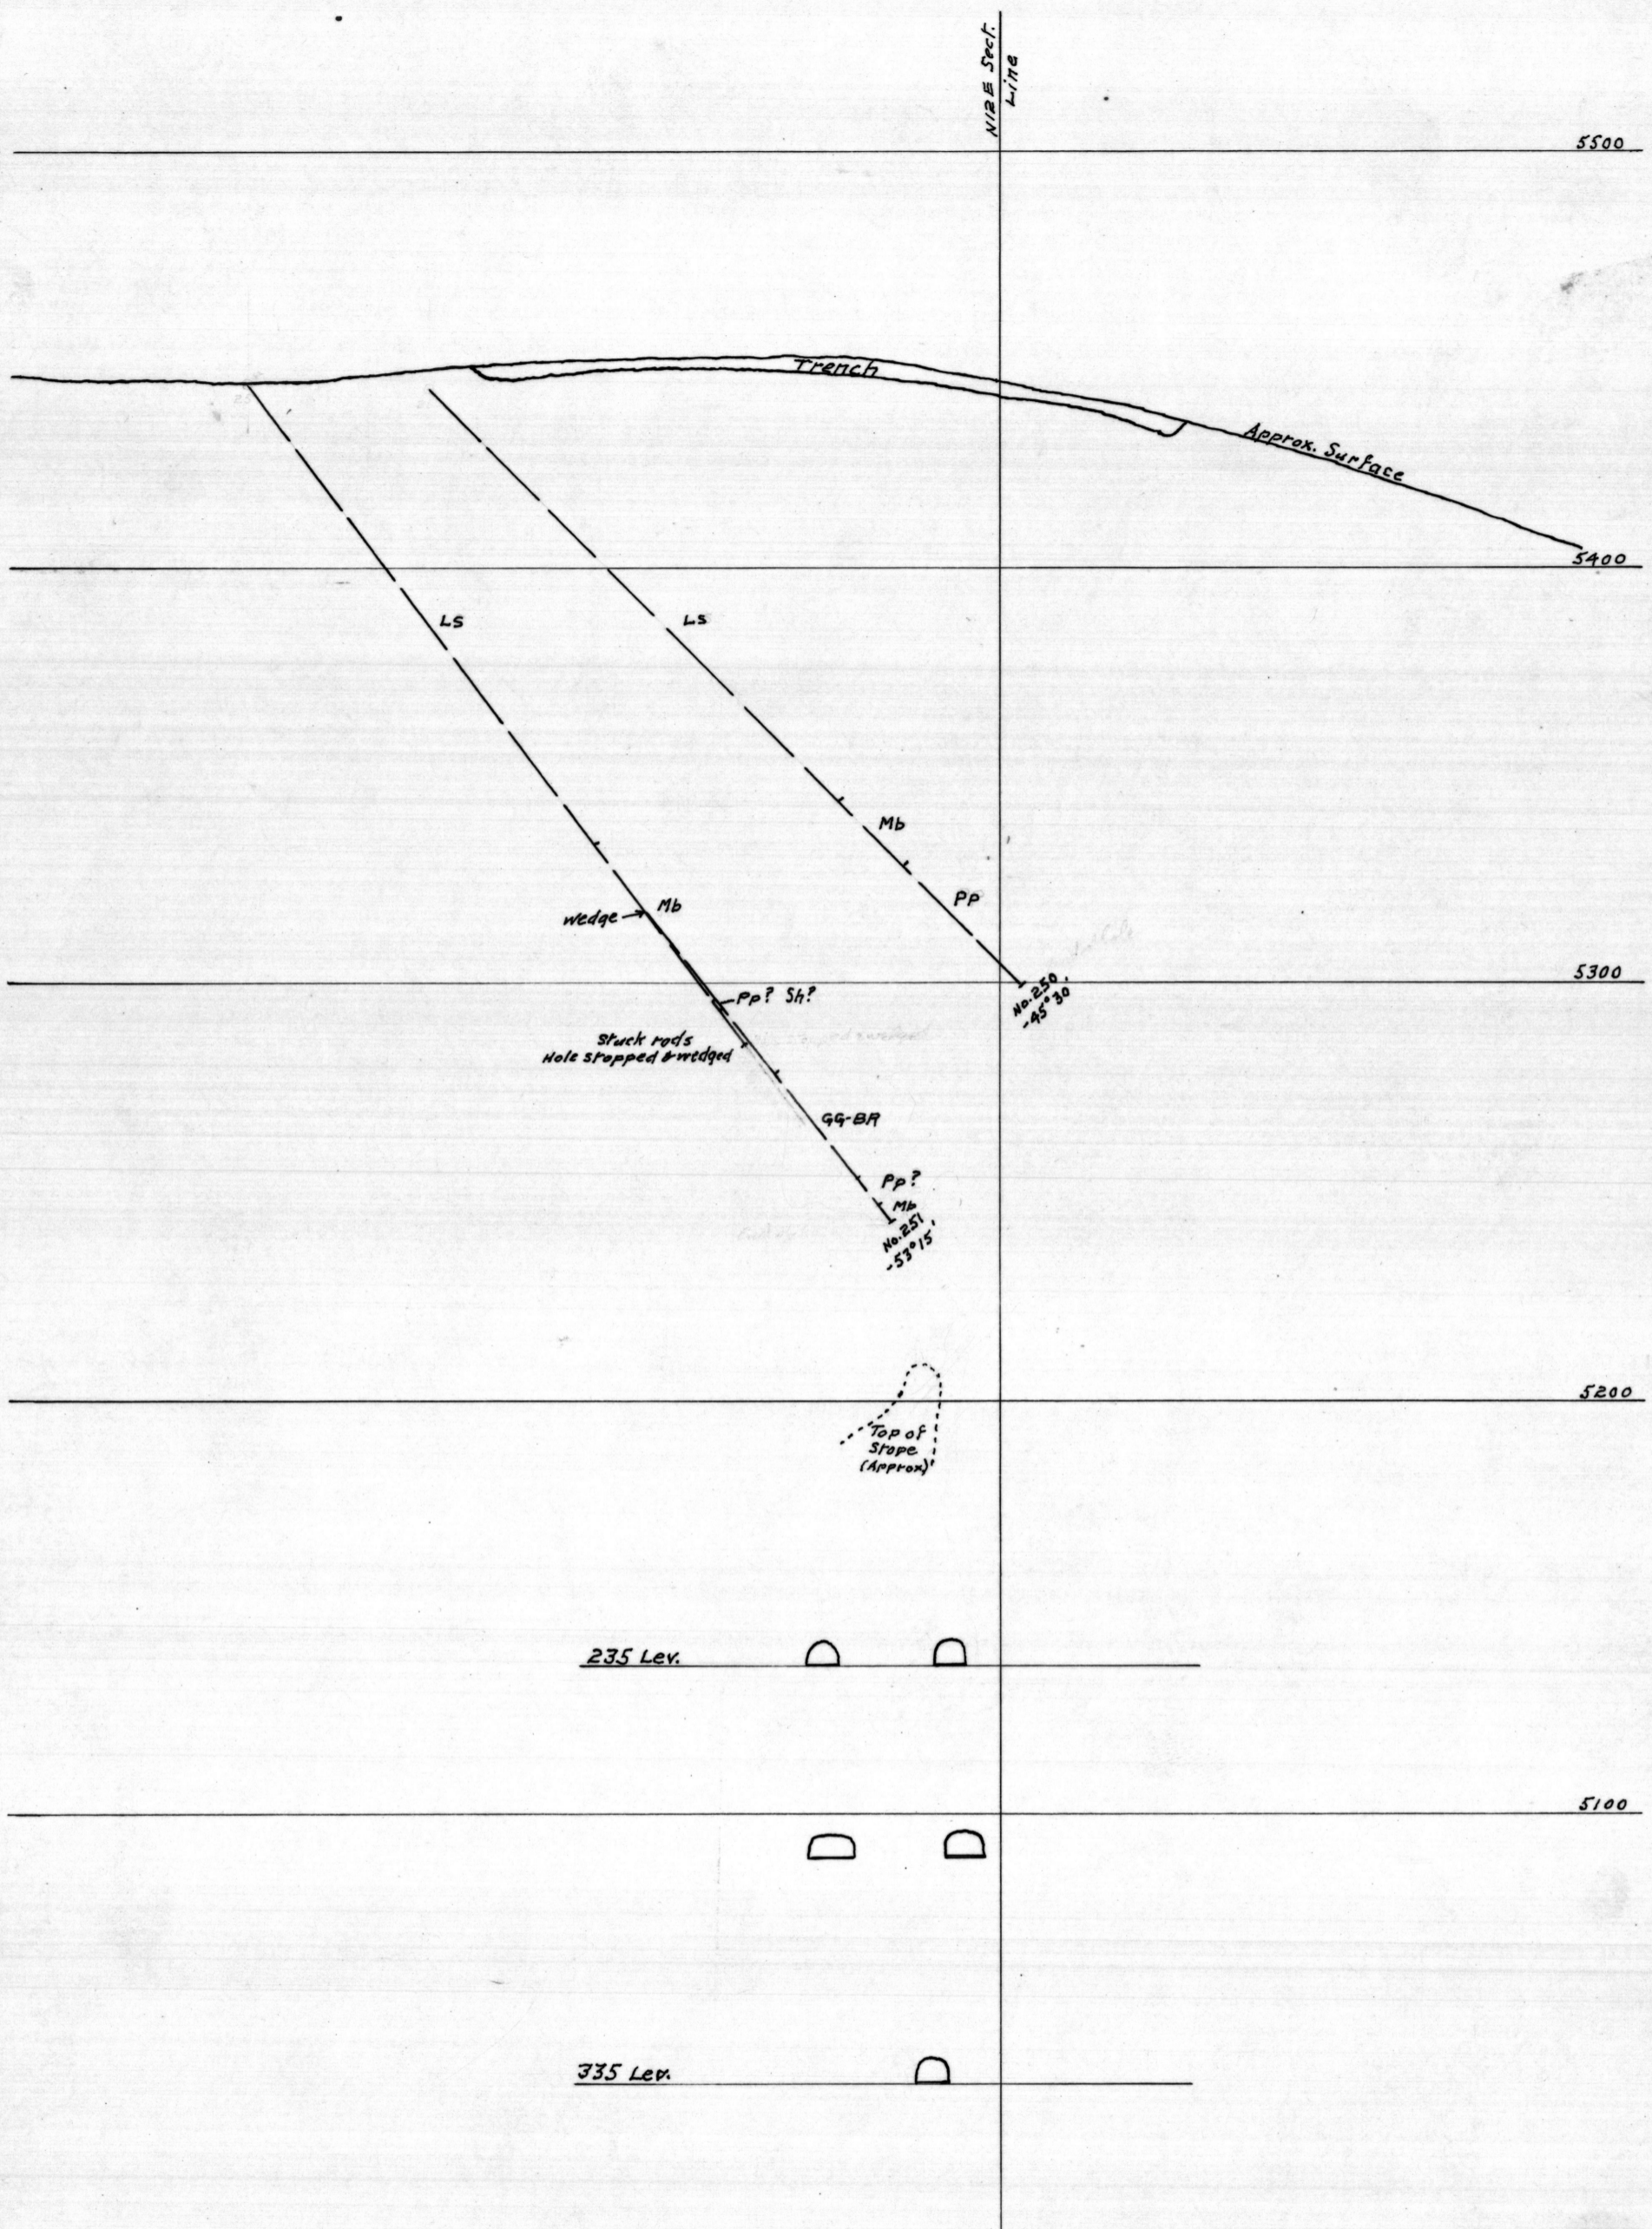 N12E Sect.
Line
5500
Trench
Approx. Surface
5400
LS
LS
Mb
PP
Wedge
Mb
5300
No. 250
-45°30'
Pp? Sh?
Stuck rods
Hole stopped & wedged
GG-BR
Pp?
Mb
No. 251
-53°15'
5200
Top of
Stope
(Approx)
235 Lev.
5100
335 Lev.